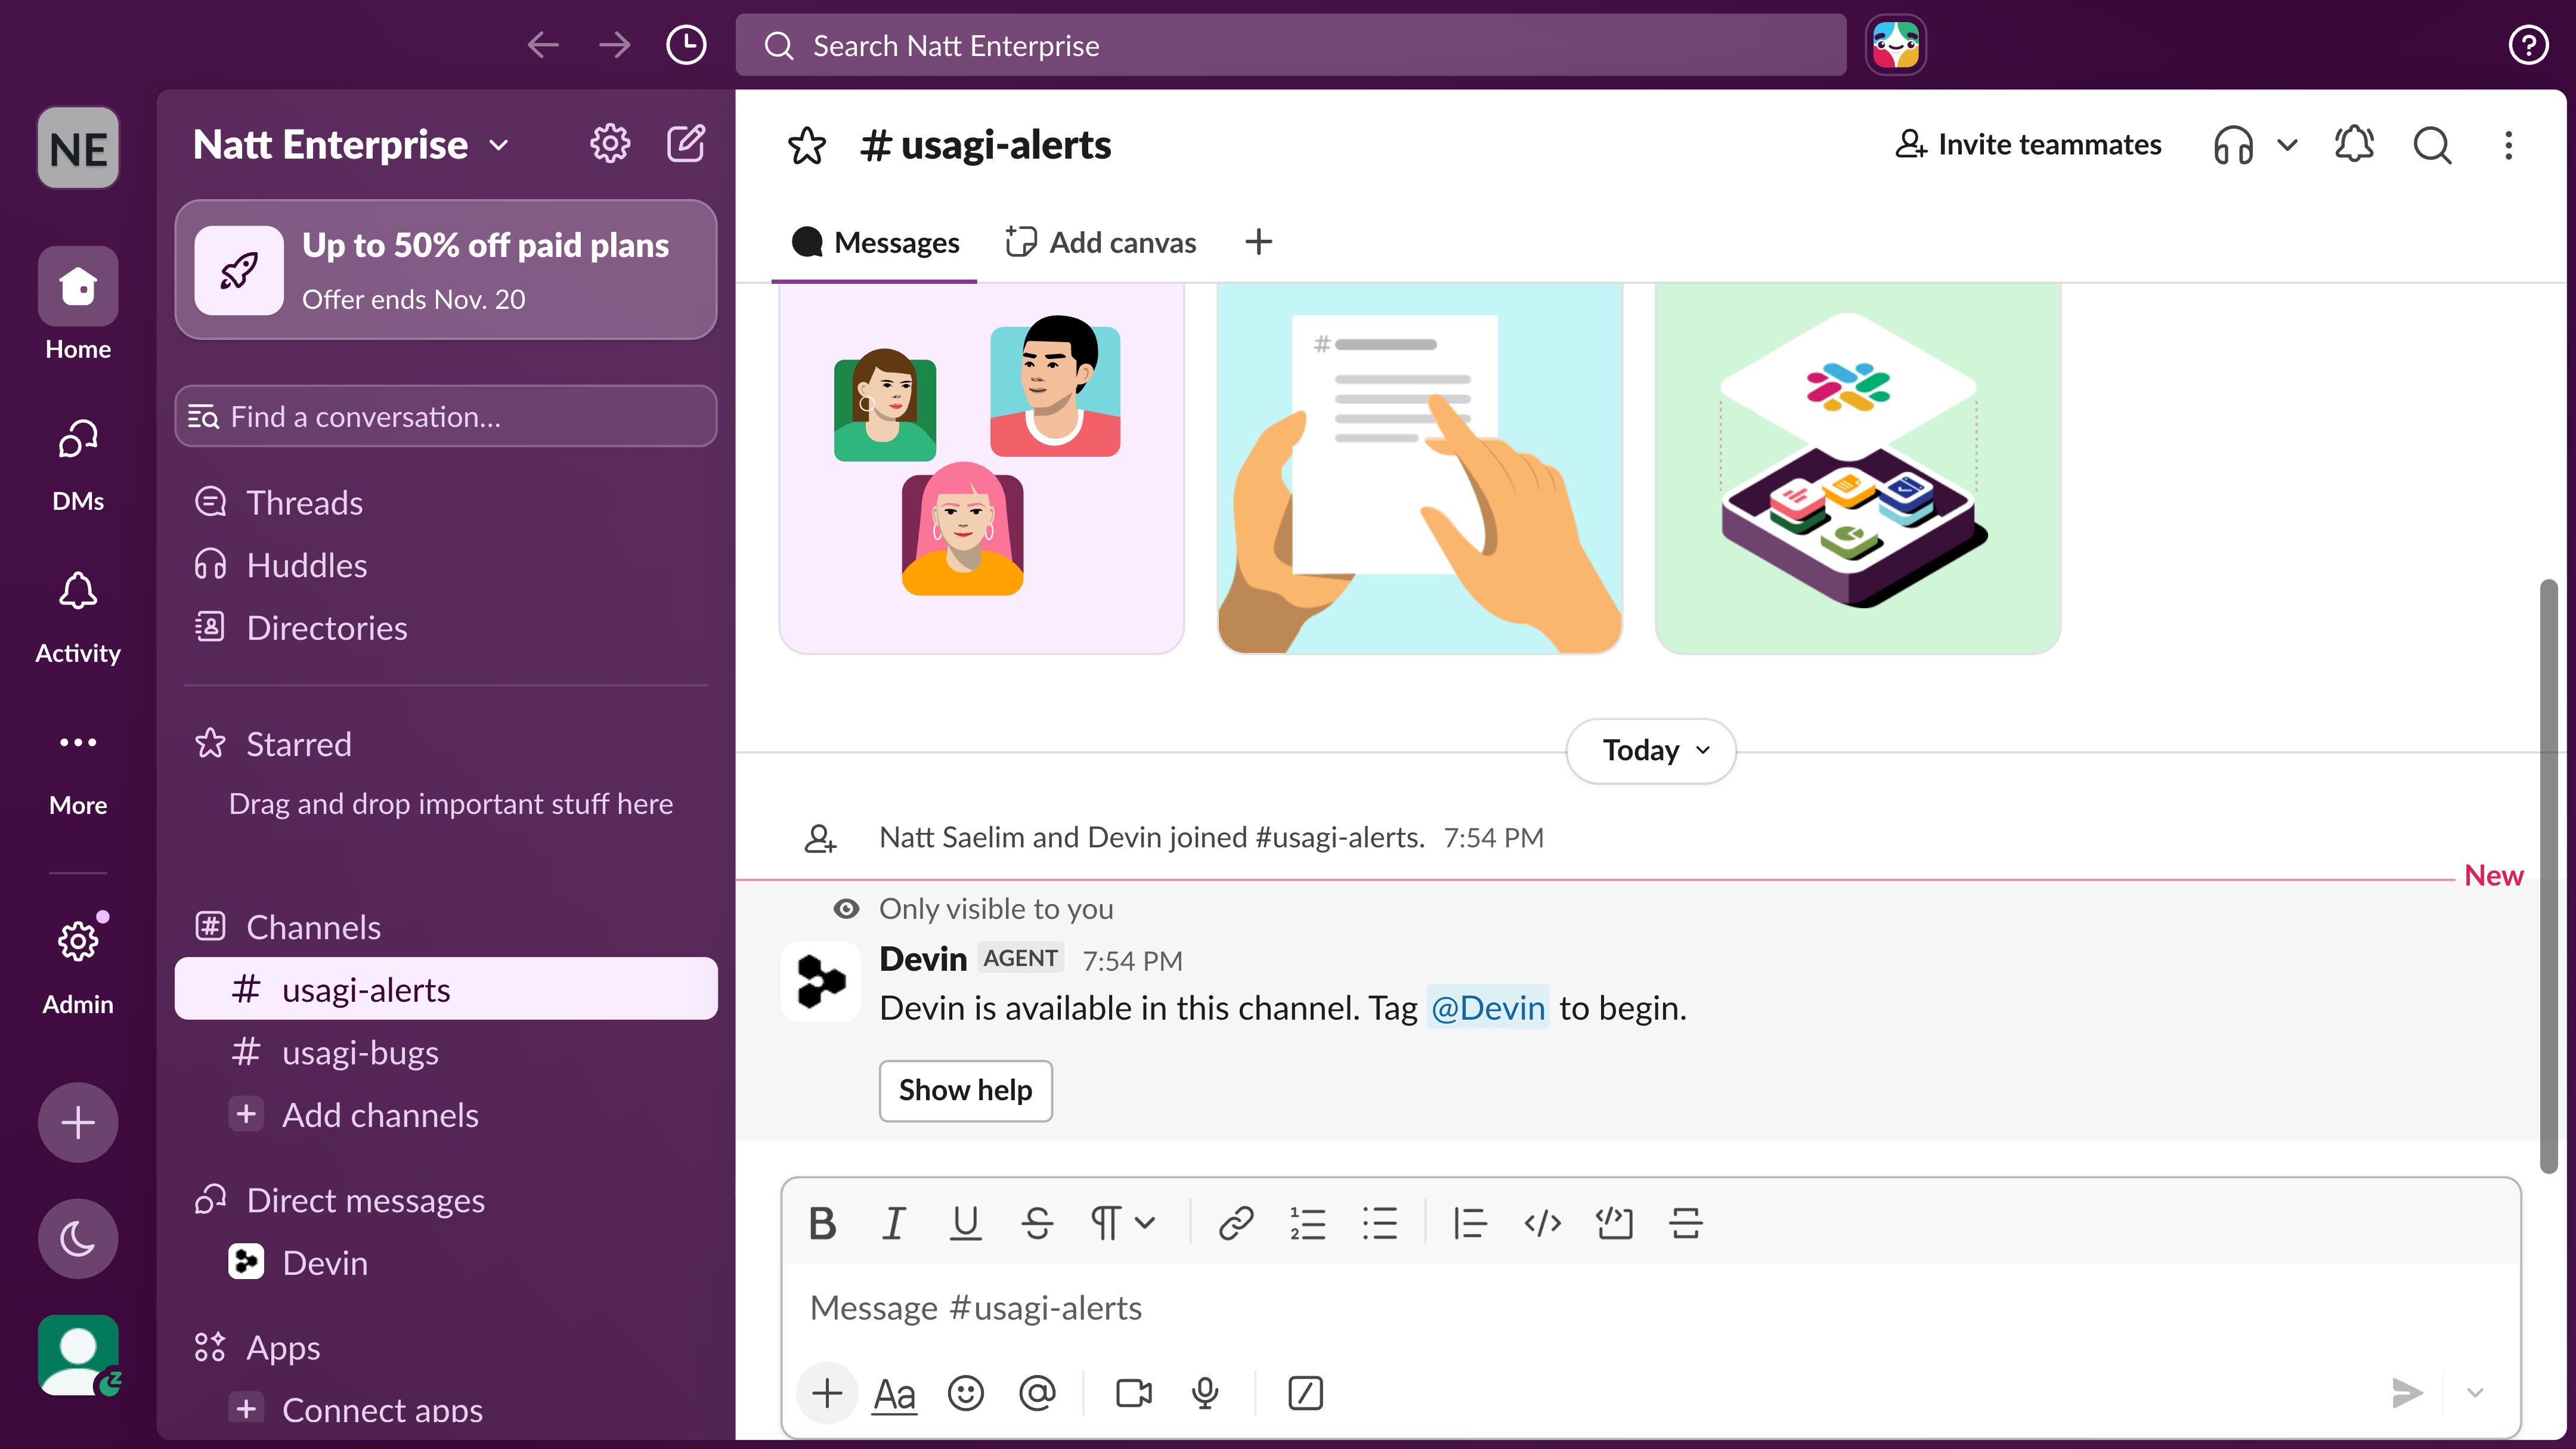 Search Natt Enterprise
NE
Home
DMs
Activity
More
Admin
Natt Enterprise
Up to 50% off paid plans
Offer ends Nov. 20
Find a conversation...
Threads
Huddles
Directories
Starred
Drag and drop important stuff here
Channels
# usagi-alerts
# usagi-bugs
+ Add channels
Direct messages
Devin
Apps
+ Connect apps
# usagi-alerts
Invite teammates
Messages
Add canvas
+
#
Today
Natt Saelim and Devin joined #usagi-alerts. 7:54 PM
New
Only visible to you
Devin AGENT 7:54 PM
Devin is available in this channel. Tag @Devin to begin.
Show help
Message #usagi-alerts
Aa